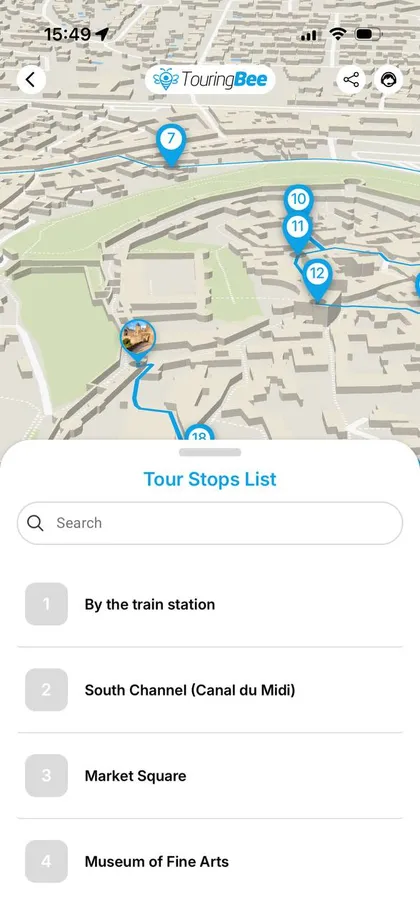 15:49
TouringBee
7
10
11
12
18
Tour Stops List
Search
1 By the train station
2 South Channel (Canal du Midi)
3 Market Square
4 Museum of Fine Arts